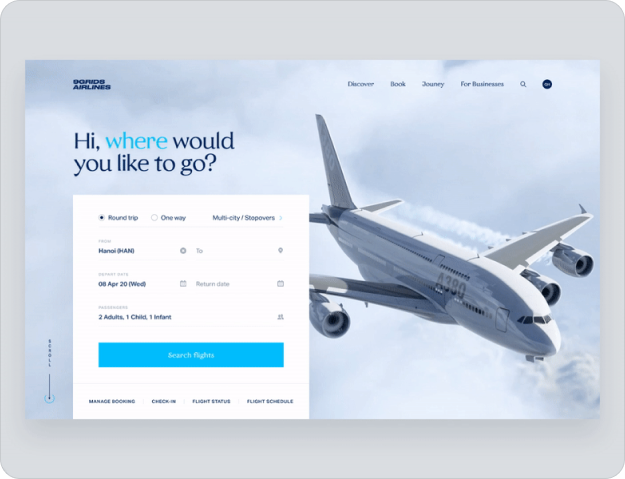 9GRIDS
AIRLINES
Discover
Book
Jouney
For Businesses
Hi, where would
you like to go?
Round trip
One way
Multi-city / Stopovers
FROM
Hanoi (HAN)
To
DEPART DATE
08 Apr 20 (Wed)
Return date
PASSENGERS
2 Adults, 1 Child, 1 Infant
Search flights
MANAGE BOOKING
CHECK-IN
FLIGHT STATUS
FLIGHT SCHEDULE
SCROLL
A380